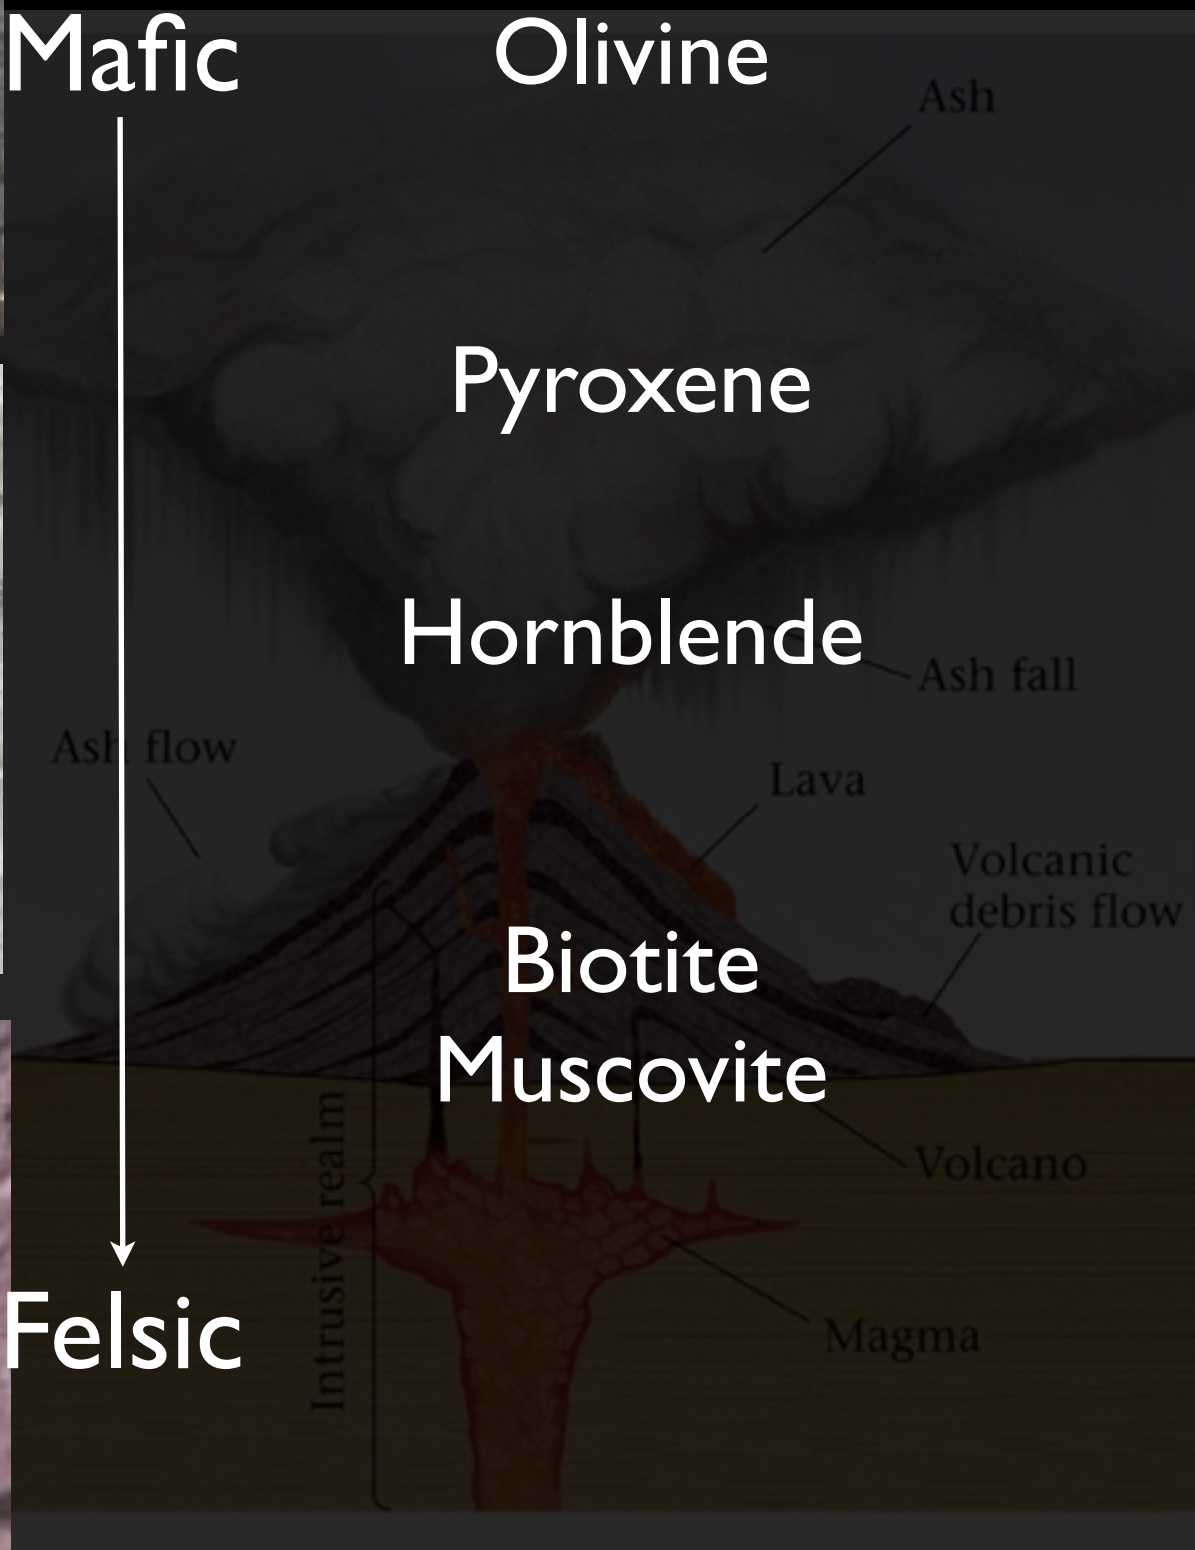 Mafic
Olivine
Ash
Pyroxene
Hornblende
Ash fall
Ash flow
Lava
Volcanic
debris flow
Biotite
Muscovite
Intrusive realm
Volcano
Felsic
Magma